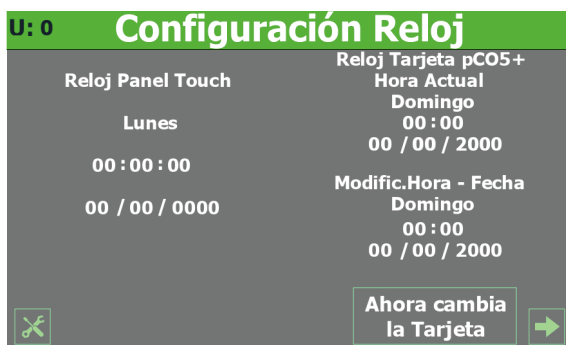 U: 0
Configuración Reloj
Reloj Panel Touch
Lunes
00:00:00
00 / 00 / 0000
Reloj Tarjeta pCO5+
Hora Actual
Domingo
00:00
00 / 00 / 2000
Modific.Hora - Fecha
Domingo
00:00
00 / 00 / 2000
Ahora cambia
la Tarjeta